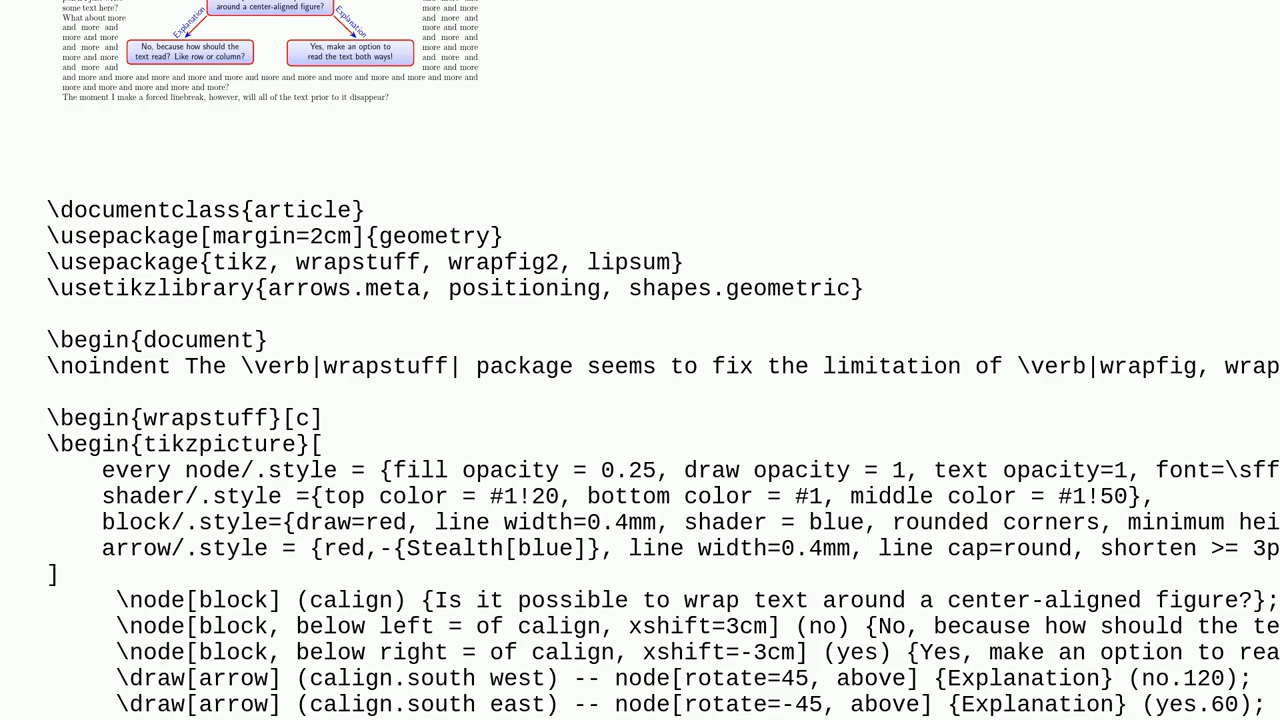 some text here?
around a center-aligned figure?
more and more
What about more
Explanation
Explanation
and more and
and more and
more and more
more and more
and more and
No, because how should the
text read? Like row or column?
Yes, make an option to
read the text both ways!
and more and
more and more
more and more
and more and
and more and
and more and more and more and more and more and more and more and more and more and more and
more and more and more and more and more?
The moment I make a forced linebreak, however, will all of the text prior to it disappear?
\documentclass{article}
\usepackage[margin=2cm]{geometry}
\usepackage{tikz, wrapstuff, wrapfig2, lipsum}
\usetikzlibrary{arrows.meta, positioning, shapes.geometric}
\begin{document}
\noindent The \verb|wrapstuff| package seems to fix the limitation of \verb|wrapfig, wrap
\begin{wrapstuff}[c]
\begin{tikzpicture}[
every node/.style = {fill opacity = 0.25, draw opacity = 1, text opacity=1, font=\sff
shader/.style ={top color = #1!20, bottom color = #1, middle color = #1!50},
block/.style={draw=red, line width=0.4mm, shader = blue, rounded corners, minimum hei
arrow/.style = {red,-{Stealth[blue]}, line width=0.4mm, line cap=round, shorten >= 3p
]
\node[block] (calign) {Is it possible to wrap text around a center-aligned figure?};
\node[block, below left = of calign, xshift=3cm] (no) {No, because how should the te
\node[block, below right = of calign, xshift=-3cm] (yes) {Yes, make an option to rea
\draw[arrow] (calign.south west) -- node[rotate=45, above] {Explanation} (no.120);
\draw[arrow] (calign.south east) -- node[rotate=-45, above] {Explanation} (yes.60);